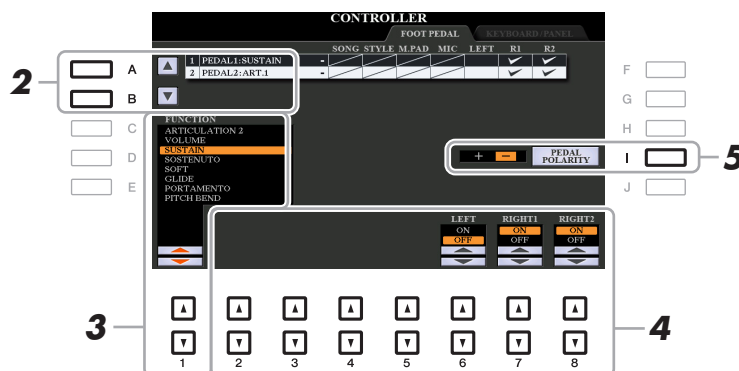 CONTROLLER
FOOT PEDAL KEYBOARD/PANEL
SONG STYLE M.PAD MIC LEFT R1 R2
1 PEDAL1:SUSTAIN -
2 PEDAL2:ART.1 -
2
A
B
C
D
E
F
G
H
I
J
FUNCTION
ARTICULATION 2
VOLUME
SUSTAIN
SOSTENUTO
SOFT
GLIDE
PORTAMENTO
PITCH BEND
+ − PEDAL POLARITY
5
LEFT RIGHT1 RIGHT2
ON ON ON
OFF OFF OFF
3
4
1 2 3 4 5 6 7 8